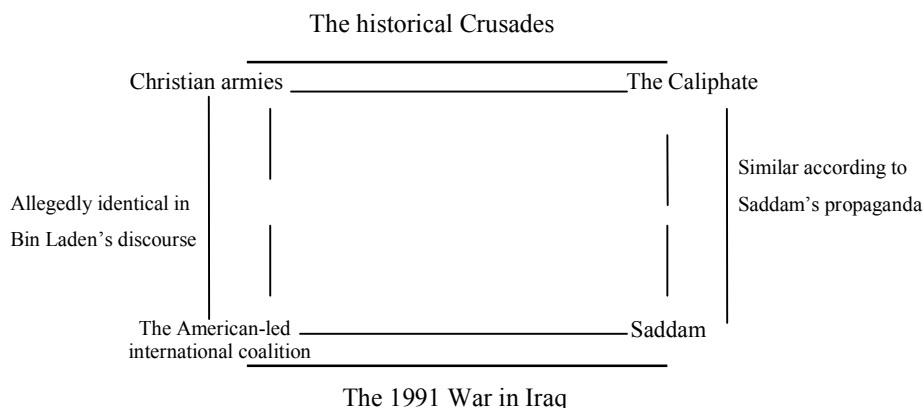 The historical Crusades
Christian armies
The Caliphate
Similar according to
Saddam’s propaganda
Allegedly identical in
Bin Laden’s discourse
The American-led
international coalition
Saddam
The 1991 War in Iraq